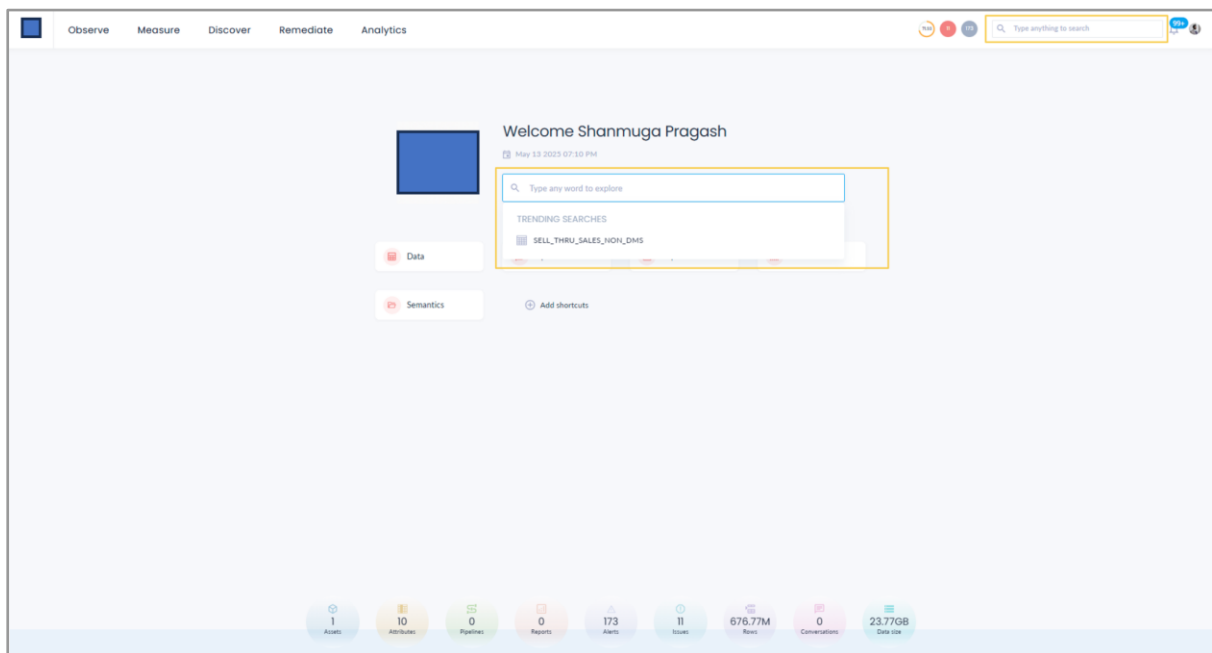 Observe Measure Discover Remediate Analytics
Type anything to search
99+
Welcome Shanmuga Pragash
May 13 2025 07:10 PM
Type any word to explore
TRENDING SEARCHES
SELL_THRU_SALES_NON_DMS
Data
Semantics
Add shortcuts
1 10 0 0 173 11 676.77M 0 23.77GB
Assets Attributes Pipelines Reports Alerts Issues Rows Conversations Data size